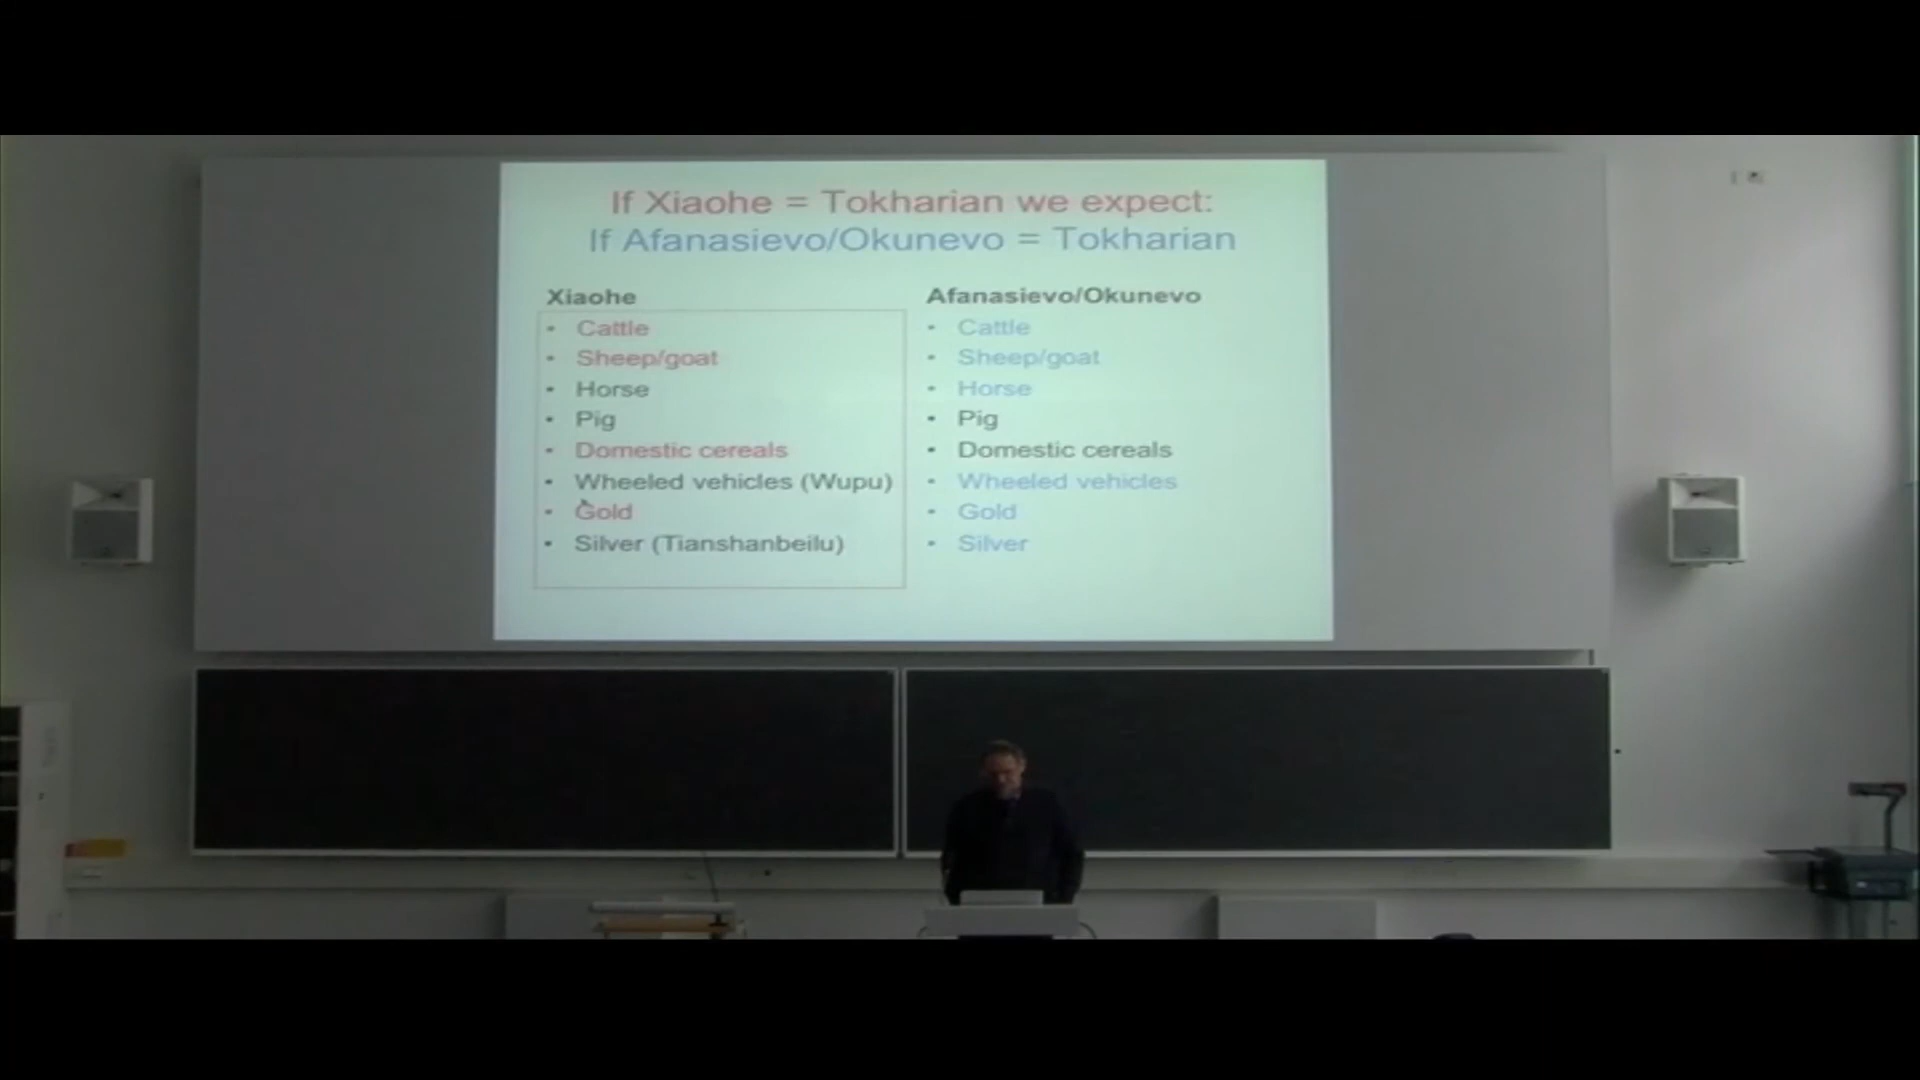 If Xiaohe = Tokharian we expect:
If Afanasievo/Okunevo = Tokharian
Xiaohe
• Cattle
• Sheep/goat
• Horse
• Pig
• Domestic cereals
• Wheeled vehicles (Wupu)
• Gold
• Silver (Tianshanbeilu)
Afanasievo/Okunevo
• Cattle
• Sheep/goat
• Horse
• Pig
• Domestic cereals
• Wheeled vehicles
• Gold
• Silver